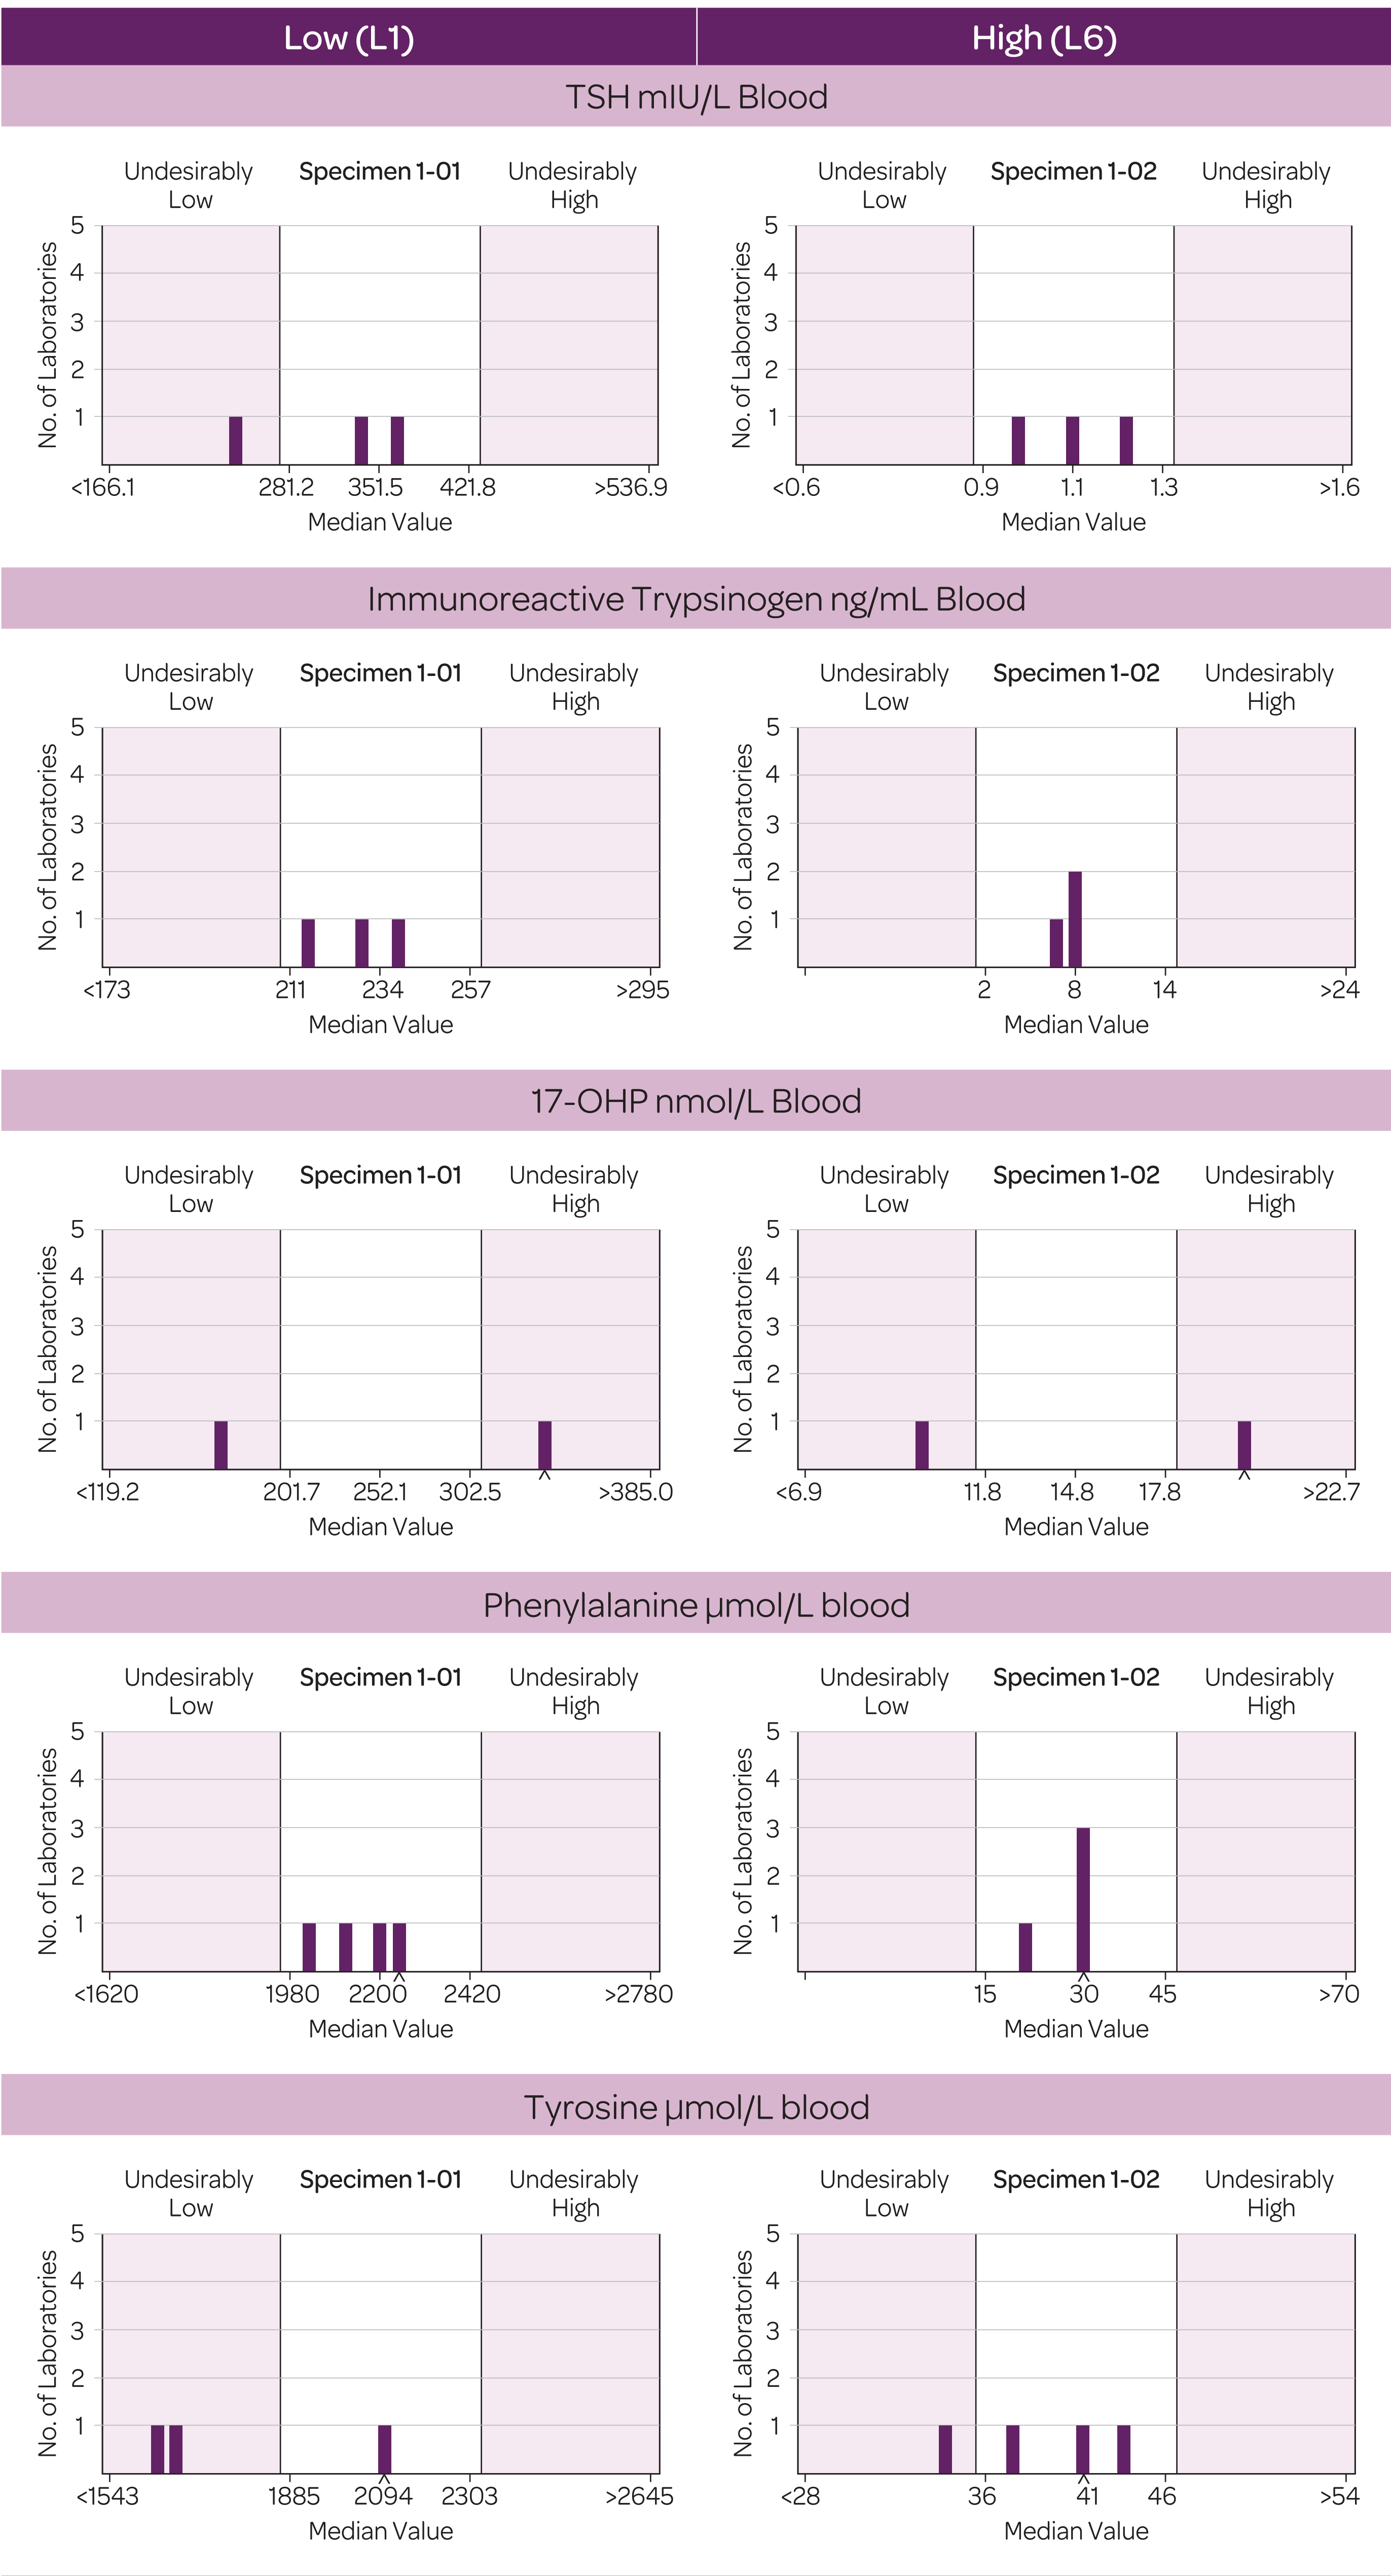 Low (L1)
High (L6)
TSH mIU/L Blood
Undesirably
Low
Specimen 1-01
Undesirably
High
No. of Laboratories
5
4
3
2
1
<166.1 281.2 351.5 421.8 >536.9
Median Value
Undesirably
Low
Specimen 1-02
Undesirably
High
No. of Laboratories
5
4
3
2
1
<0.6 0.9 1.1 1.3 >1.6
Median Value
Immunoreactive Trypsinogen ng/mL Blood
Undesirably
Low
Specimen 1-01
Undesirably
High
No. of Laboratories
5
4
3
2
1
<173 211 234 257 >295
Median Value
Undesirably
Low
Specimen 1-02
Undesirably
High
No. of Laboratories
5
4
3
2
1
2 8 14 >24
Median Value
17-OHP nmol/L Blood
Undesirably
Low
Specimen 1-01
Undesirably
High
No. of Laboratories
5
4
3
2
1
<119.2 201.7 252.1 302.5 >385.0
Median Value
Undesirably
Low
Specimen 1-02
Undesirably
High
No. of Laboratories
5
4
3
2
1
<6.9 11.8 14.8 17.8 >22.7
Median Value
Phenylalanine µmol/L blood
Undesirably
Low
Specimen 1-01
Undesirably
High
No. of Laboratories
5
4
3
2
1
<1620 1980 2200 2420 >2780
Median Value
Undesirably
Low
Specimen 1-02
Undesirably
High
No. of Laboratories
5
4
3
2
1
15 30 45 >70
Median Value
Tyrosine µmol/L blood
Undesirably
Low
Specimen 1-01
Undesirably
High
No. of Laboratories
5
4
3
2
1
<1543 1885 2094 2303 >2645
Median Value
Undesirably
Low
Specimen 1-02
Undesirably
High
No. of Laboratories
5
4
3
2
1
<28 36 41 46 >54
Median Value